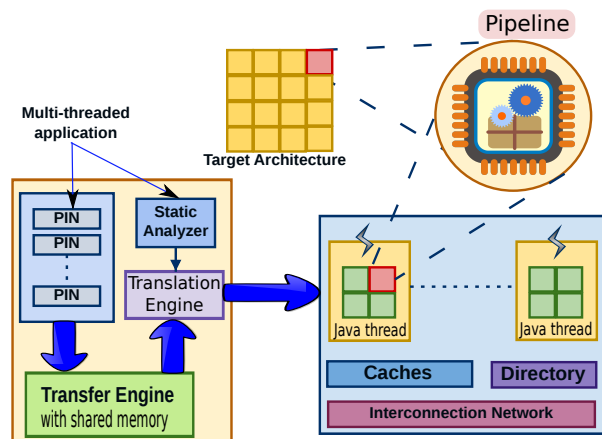 Pipeline
Multi-threaded
application
Target Architecture
PIN
PIN
PIN
Static
Analyzer
Translation
Engine
Transfer Engine
with shared memory
Java thread
Java thread
Caches
Directory
Interconnection Network